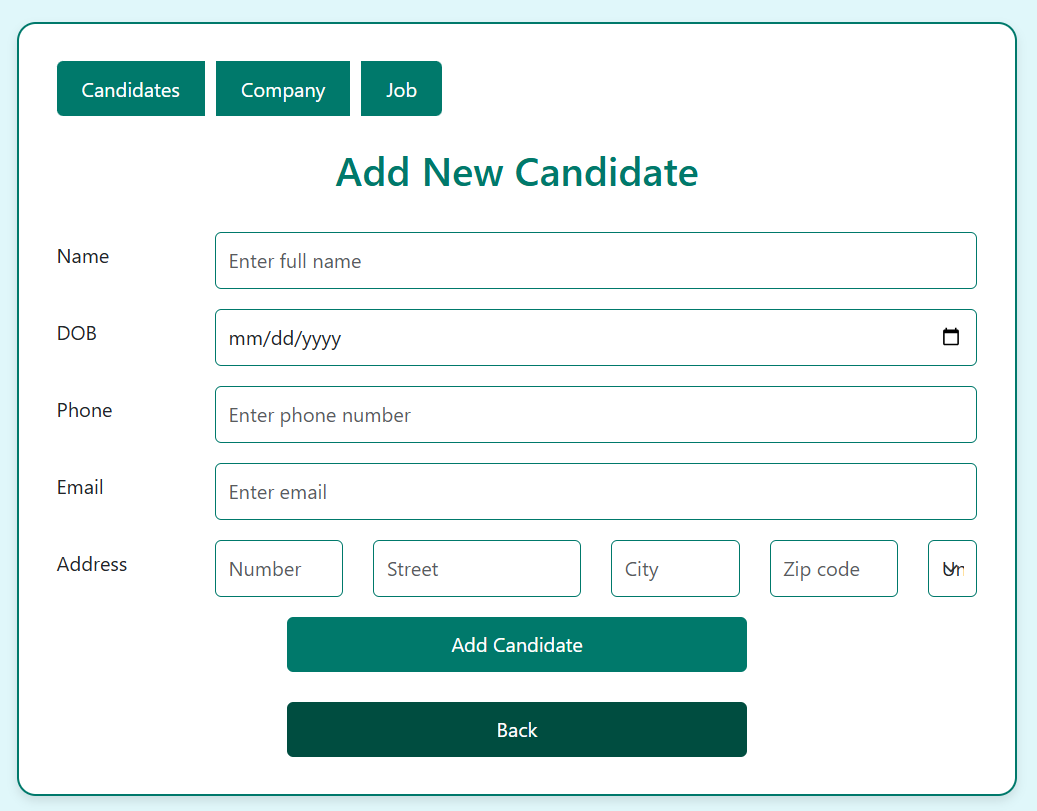 Candidates Company Job
Add New Candidate
Name Enter full name
DOB mm/dd/yyyy
Phone Enter phone number
Email Enter email
Address Number Street City Zip code
Add Candidate
Back